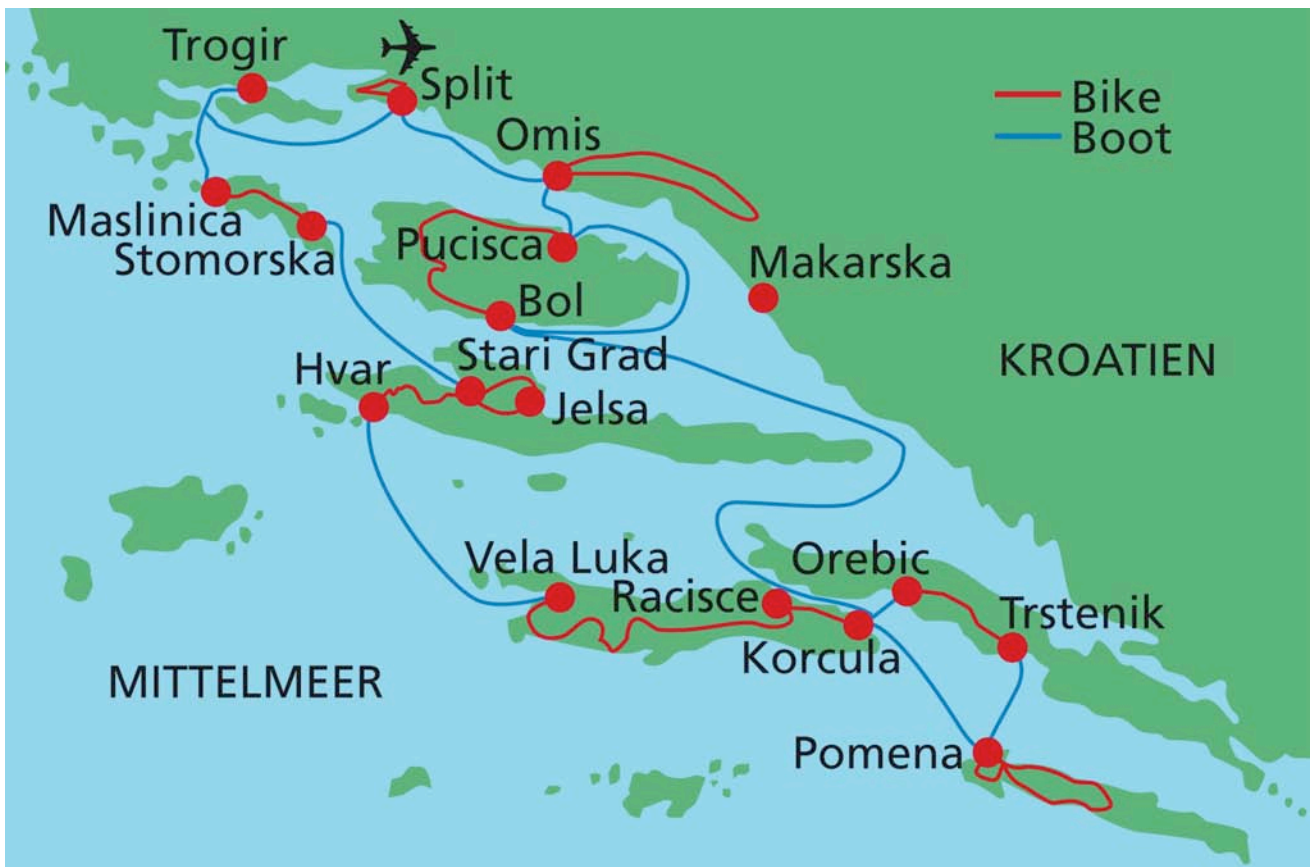 Trogir
Split
Bike
Boot
Omis
Maslinica
Stomorska
Pucisca
Makarska
Bol
KROATIEN
Hvar
Stari Grad
Jelsa
Vela Luka
Racisce
Orebic
Trstenik
Korcula
MITTELMEER
Pomena